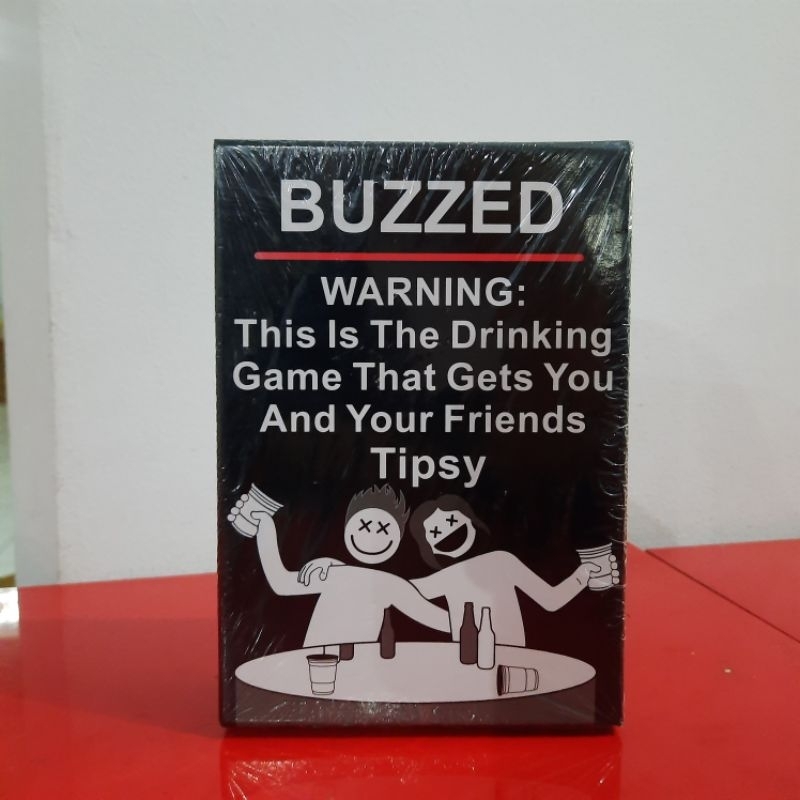 BUZZED
WARNING:
This Is The Drinking
Game That Gets You
And Your Friends
Tipsy